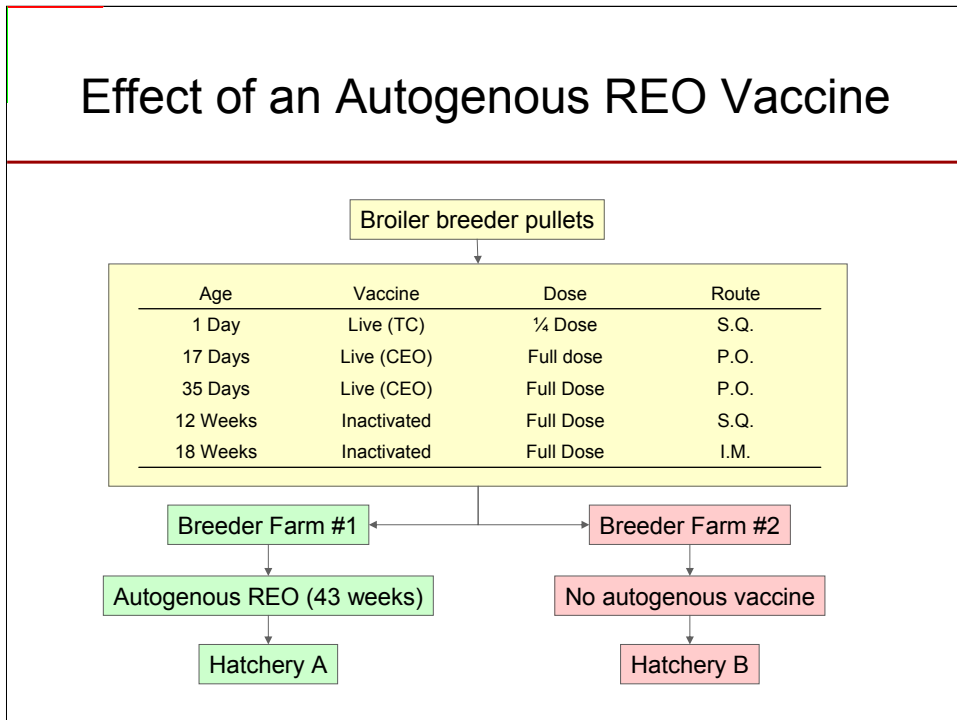 Effect of an Autogenous REO Vaccine
Broiler breeder pullets
Age Vaccine Dose Route
1 Day Live (TC) ¼ Dose S.Q.
17 Days Live (CEO) Full dose P.O.
35 Days Live (CEO) Full Dose P.O.
12 Weeks Inactivated Full Dose S.Q.
18 Weeks Inactivated Full Dose I.M.
Breeder Farm #1 Breeder Farm #2
Autogenous REO (43 weeks) No autogenous vaccine
Hatchery A Hatchery B